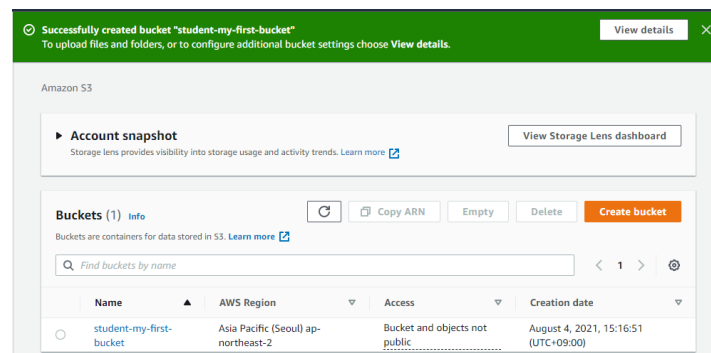 Successfully created bucket "student-my-first-bucket"
To upload files and folders, or to configure additional bucket settings choose View details.
View details
Amazon S3
Account snapshot
Storage lens provides visibility into storage usage and activity trends. Learn more
View Storage Lens dashboard
Buckets (1) Info
Buckets are containers for data stored in S3. Learn more
Copy ARN
Empty
Delete
Create bucket
Find buckets by name
1
Name AWS Region Access Creation date
student-my-first-
bucket
Asia Pacific (Seoul) ap-
northeast-2
Bucket and objects not
public
August 4, 2021, 15:16:51
(UTC+09:00)